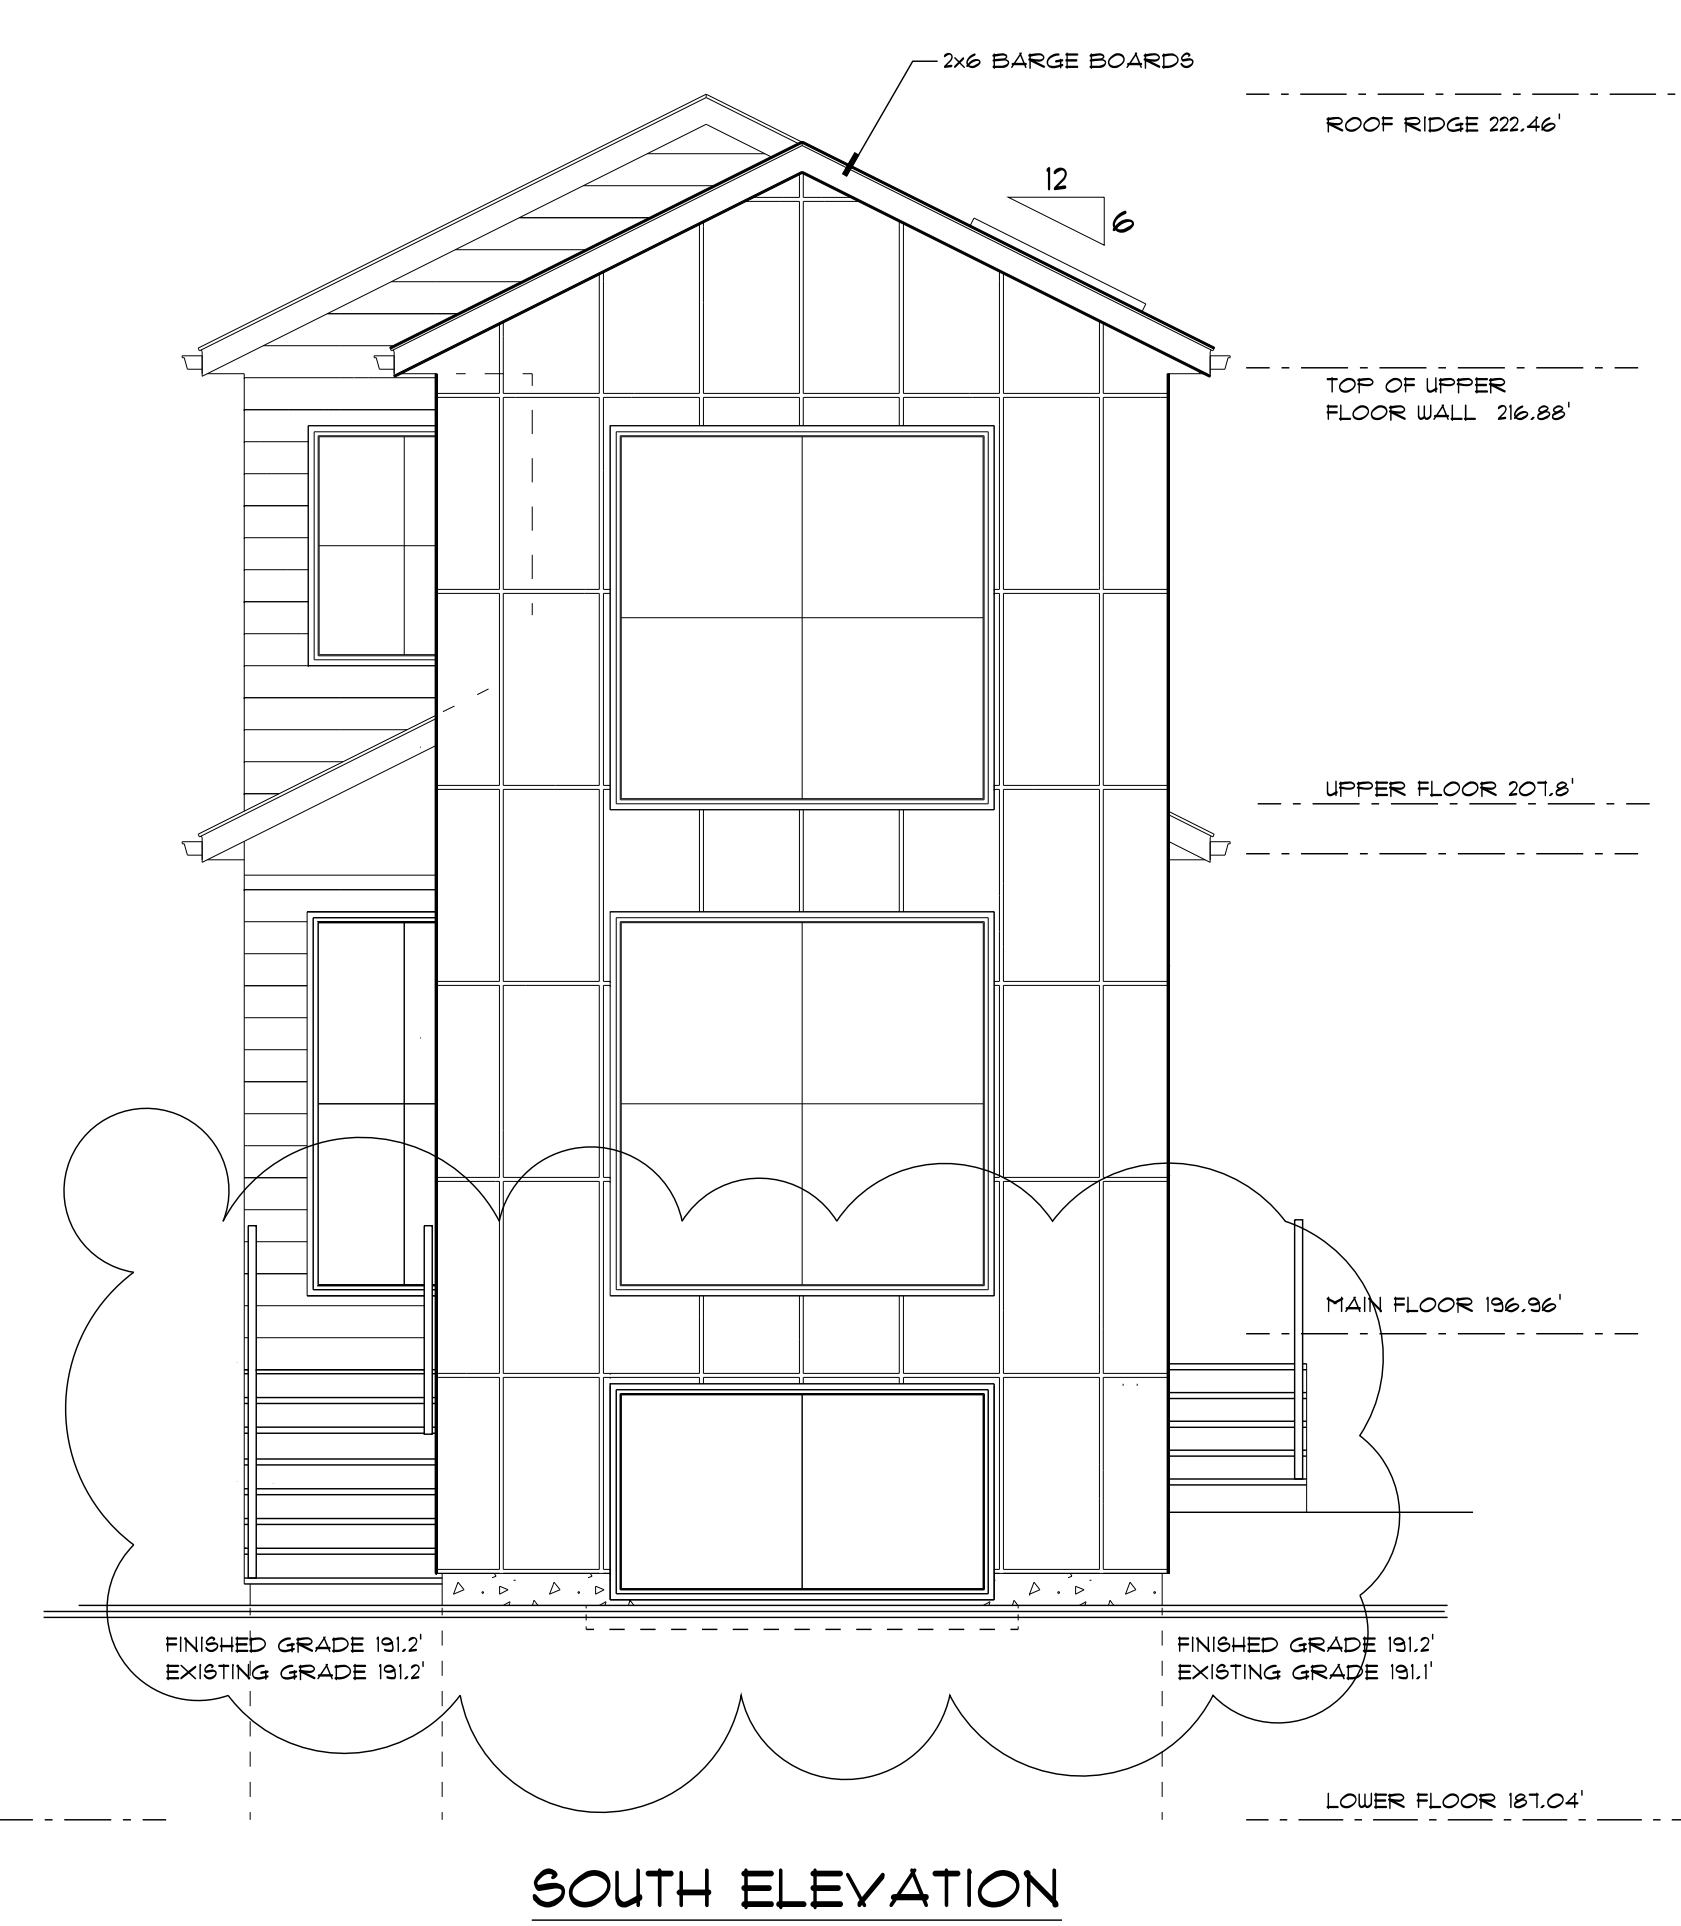 2x6 BARGE BOARDS
ROOF RIDGE 222.46'
12
6
TOP OF UPPER
FLOOR WALL 216.88'
UPPER FLOOR 207.8'
MAIN FLOOR 196.96'
FINISHED GRADE 191.2'
EXISTING GRADE 191.2'
FINISHED GRADE 191.2'
EXISTING GRADE 191.1'
LOWER FLOOR 187.04'
SOUTH ELEVATION